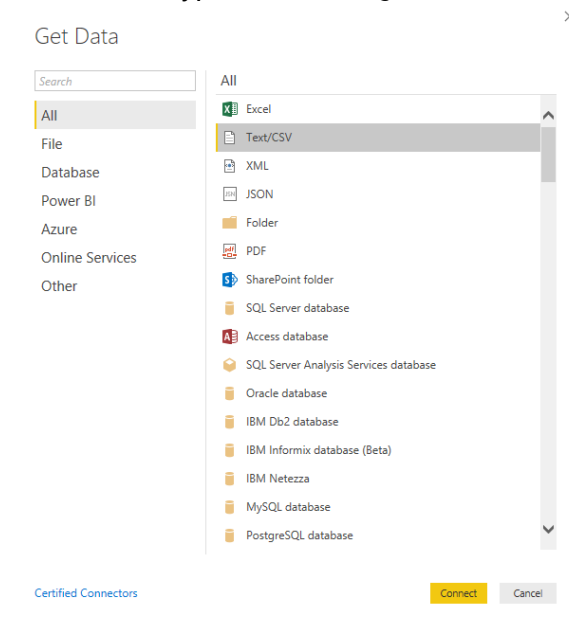 Get Data
Search
All
File
Database
Power BI
Azure
Online Services
Other
All
Excel
Text/CSV
XML
JSON
Folder
PDF
SharePoint folder
SQL Server database
Access database
SQL Server Analysis Services database
Oracle database
IBM Db2 database
IBM Informix database (Beta)
IBM Netezza
MySQL database
PostgreSQL database
Certified Connectors
Connect
Cancel